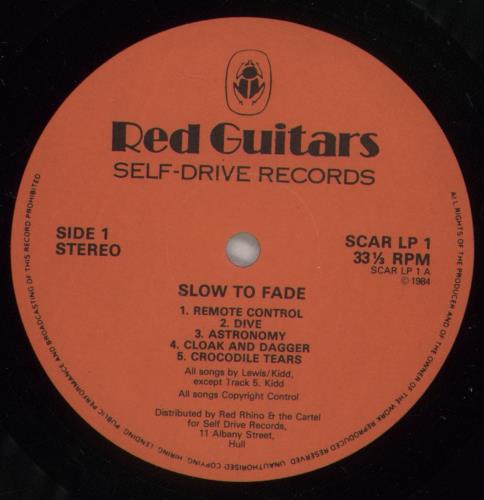 Red Guitars
SELF-DRIVE RECORDS
SIDE 1
STEREO
SCAR LP 1
33⅓ RPM
SCAR LP 1 A
© 1984
SLOW TO FADE
1. REMOTE CONTROL
2. DIVE
3. ASTRONOMY
4. CLOAK AND DAGGER
5. CROCODILE TEARS
All songs by Lewis/Kidd,
except Track 5. Kidd
All songs Copyright Control
Distributed by Red Rhino & the Cartel
for Self Drive Records,
11 Albany Street,
Hull
ALL RIGHTS OF THE PRODUCER AND OF THE OWNER OF THE WORK REPRODUCED RESERVED. UNAUTHORISED COPYING, HIRING, LENDING, PUBLIC PERFORMANCE AND BROADCASTING OF THIS RECORD PROHIBITED